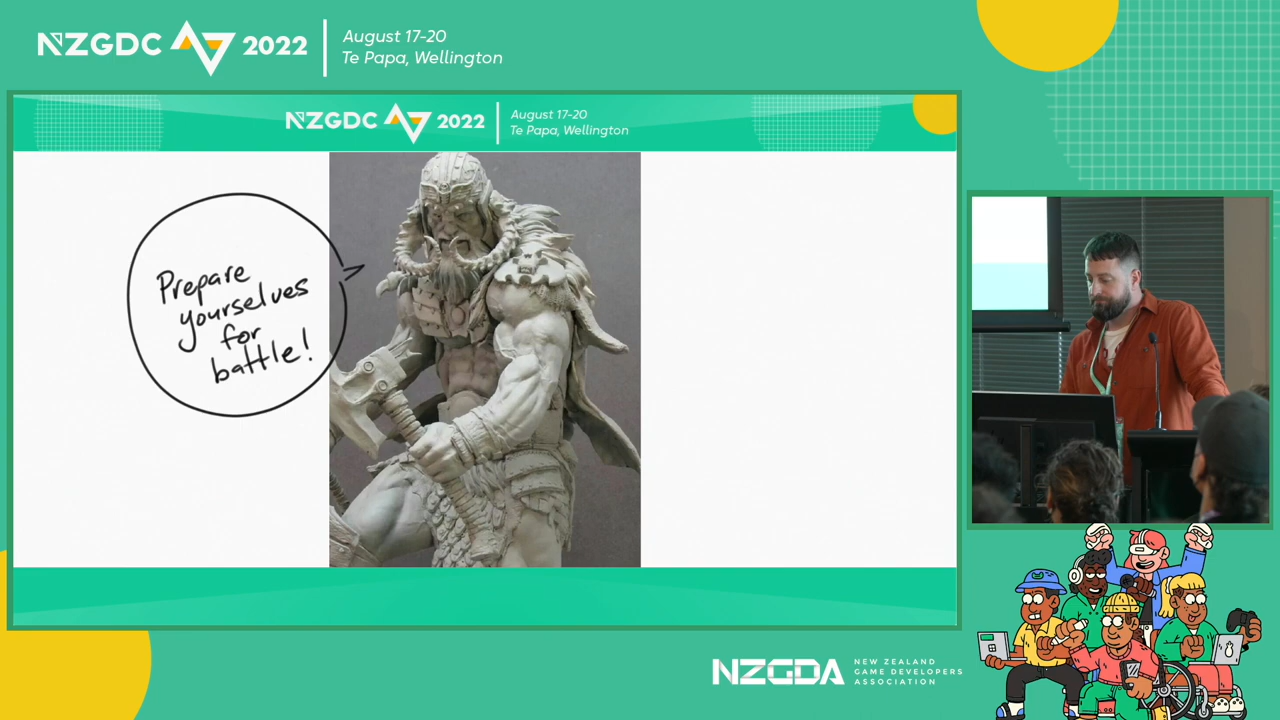 NZGDC 2022
August 17-20
Te Papa, Wellington
NZGDC 2022
August 17-20
Te Papa, Wellington
Prepare
yourselves
for
battle!
NZGDA
NEW ZEALAND
GAME DEVELOPERS
ASSOCIATION